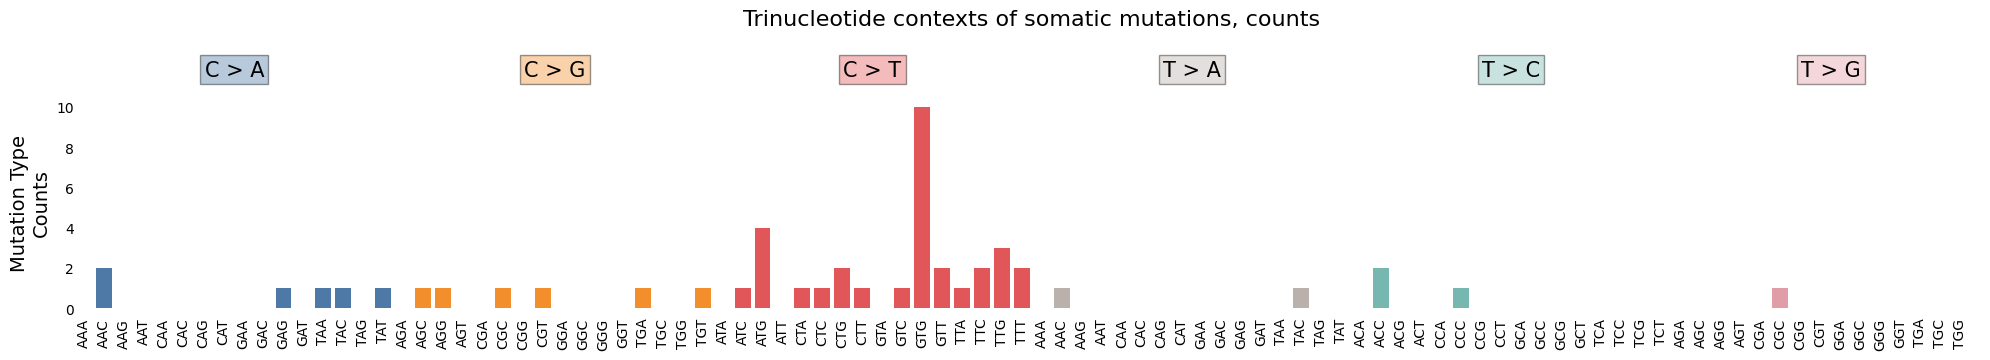 Trinucleotide contexts of somatic mutations, counts
C > A C > G C > T T > A T > C T > G
Mutation Type
Counts
10
8
6
4
2
0
AAA AAC AAG AAT CAA CAC CAG CAT GAA GAC GAG GAT TAA TAC TAG TAT AGA AGC AGG AGT CGA CGC CGG CGT GGA GGC GGG GGT TGA TGC TGG TGT ATA ATC ATG ATT CTA CTC CTG CTT GTA GTC GTG GTT TTA TTC TTG TTT AAA AAC AAG AAT CAA CAC CAG CAT GAA GAC GAG GAT TAA TAC TAG TAT ACA ACC ACG ACT CCA CCC CCG CCT GCA GCC GCG GCT TCA TCC TCG TCT AGA AGC AGG AGT CGA CGC CGG CGT GGA GGC GGG GGT TGA TGC TGG